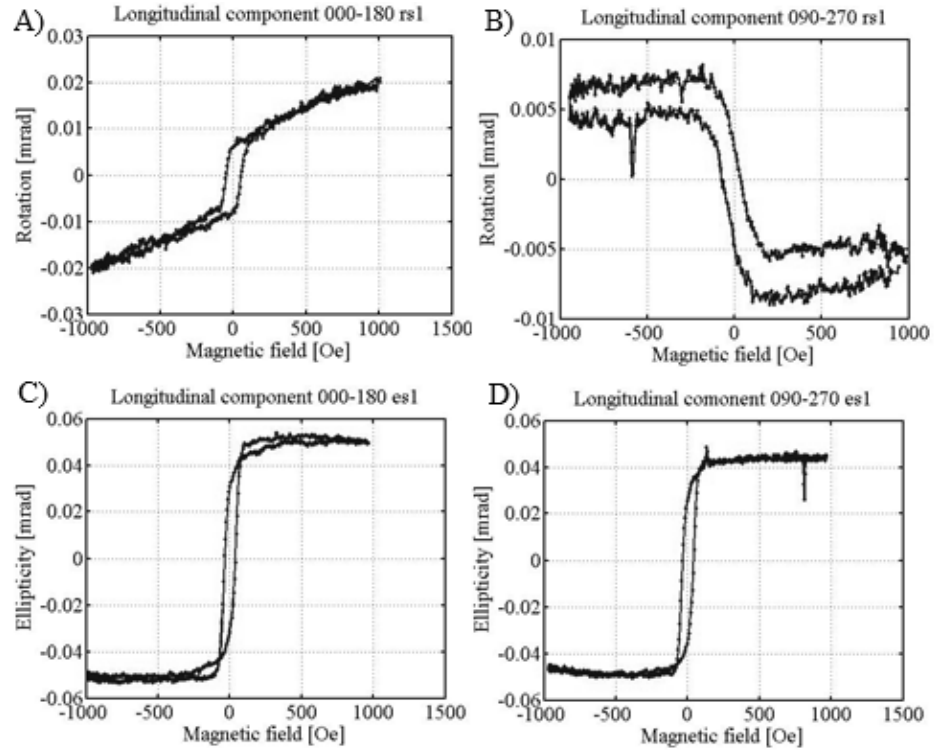 A)
Longitudinal component 000-180 rs1
0.03
0.02
0.01
0
-0.01
-0.02
-0.03
Rotation [mrad]
-1000 -500 0 500 1000 1500
Magnetic field [Oe]
B)
Longitudinal component 090-270 rs1
0.01
0.005
0
-0.005
-0.01
Rotation [mrad]
-1000 -500 0 500 1000
Magnetic field [Oe]
C)
Longitudinal component 000-180 es1
0.06
0.04
0.02
0
-0.02
-0.04
-0.06
Ellipticity [mrad]
-1000 -500 0 500 1000 1500
Magnetic field [Oe]
D)
Longitudinal comonent 090-270 es1
0.06
0.04
0.02
0
-0.02
-0.04
-0.06
Ellipticity [mrad]
-1000 -500 0 500 1000 1500
Magnetic field [Oe]